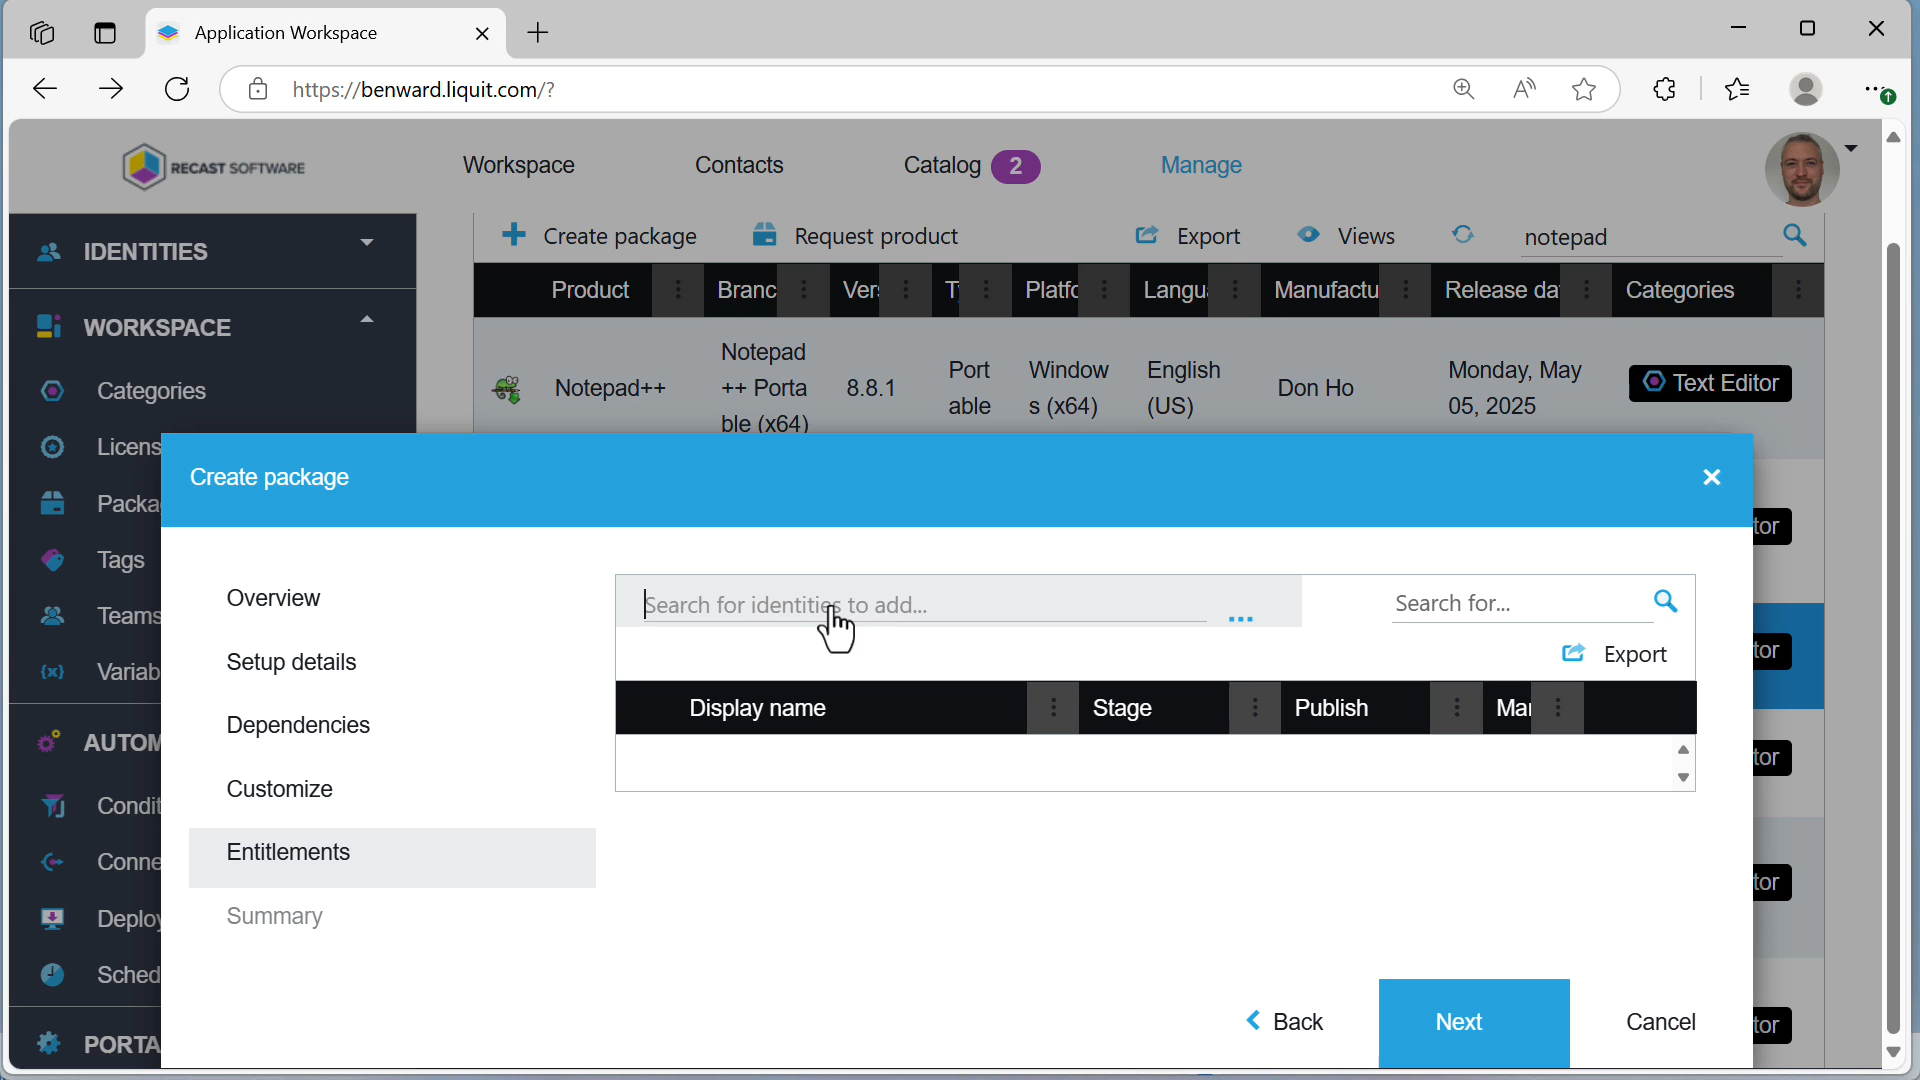 Application Workspace
https://benward.liquit.com/?
RECAST SOFTWARE
Workspace
Contacts
Catalog 2
Manage
IDENTITIES
WORKSPACE
Categories
Licens
Packa
Tags
Teams
Variab
AUTOM
Condit
Conne
Deploy
Sched
PORTA
Create package
Request product
Export
Views
notepad
Product
Branc
Ver
T
Platfo
Langu
Manufactu
Release da
Categories
Notepad++
Notepad
++ Porta
ble (x64)
8.8.1
Port
able
Window
s (x64)
English
(US)
Don Ho
Monday, May
05, 2025
Text Editor
tor
tor
tor
tor
tor
Create package
Overview
Setup details
Dependencies
Customize
Entitlements
Summary
Search for identities to add...
...
Search for...
Export
Display name
Stage
Publish
Mar
Back
Next
Cancel